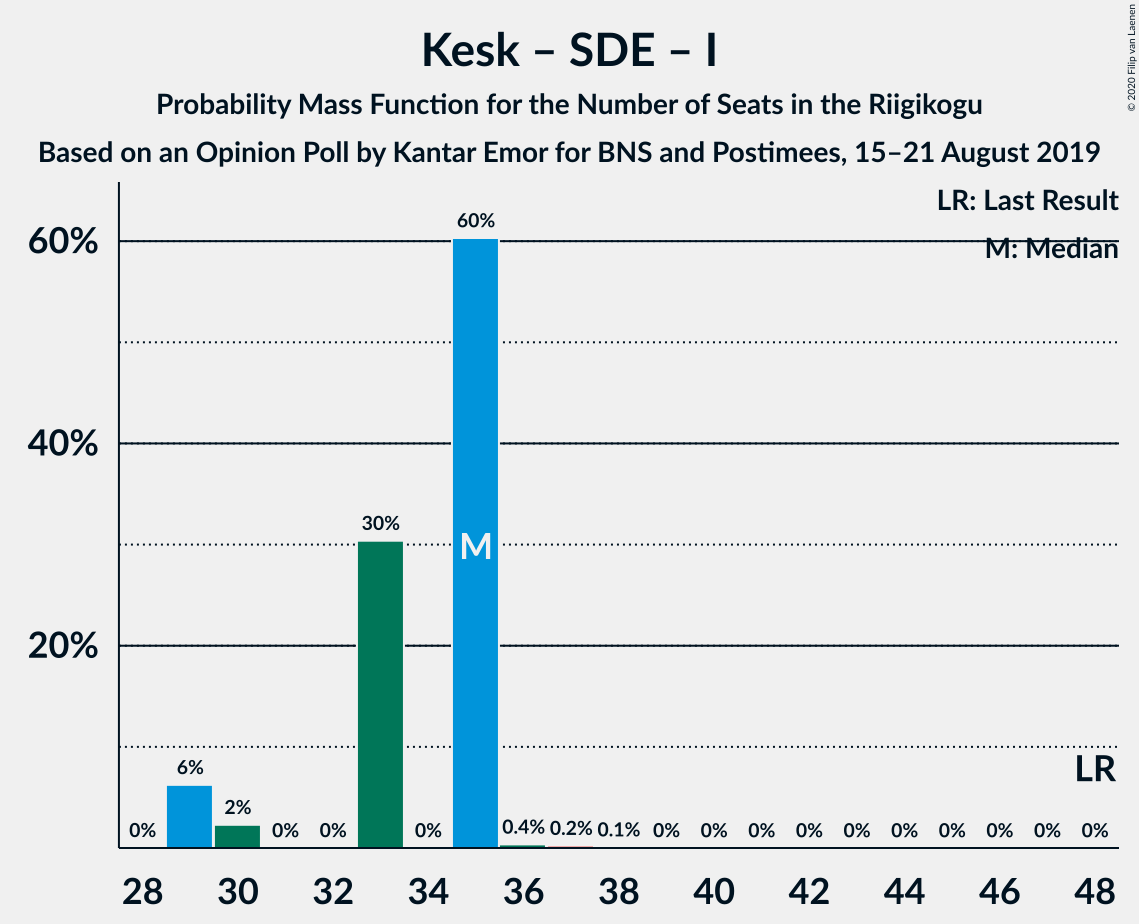 Kesk – SDE – I
Probability Mass Function for the Number of Seats in the Riigikogu
Based on an Opinion Poll by Kantar Emor for BNS and Postimees, 15–21 August 2019
© 2020 Filip van Laenen
LR: Last Result
M: Median
60%
40%
20%
0% 6% 2% 0% 0% 30% 0% 60% 0.4% 0.2% 0.1% 0% 0% 0% 0% 0% 0% 0% 0% 0% 0%
M
LR
28 30 32 34 36 38 40 42 44 46 48